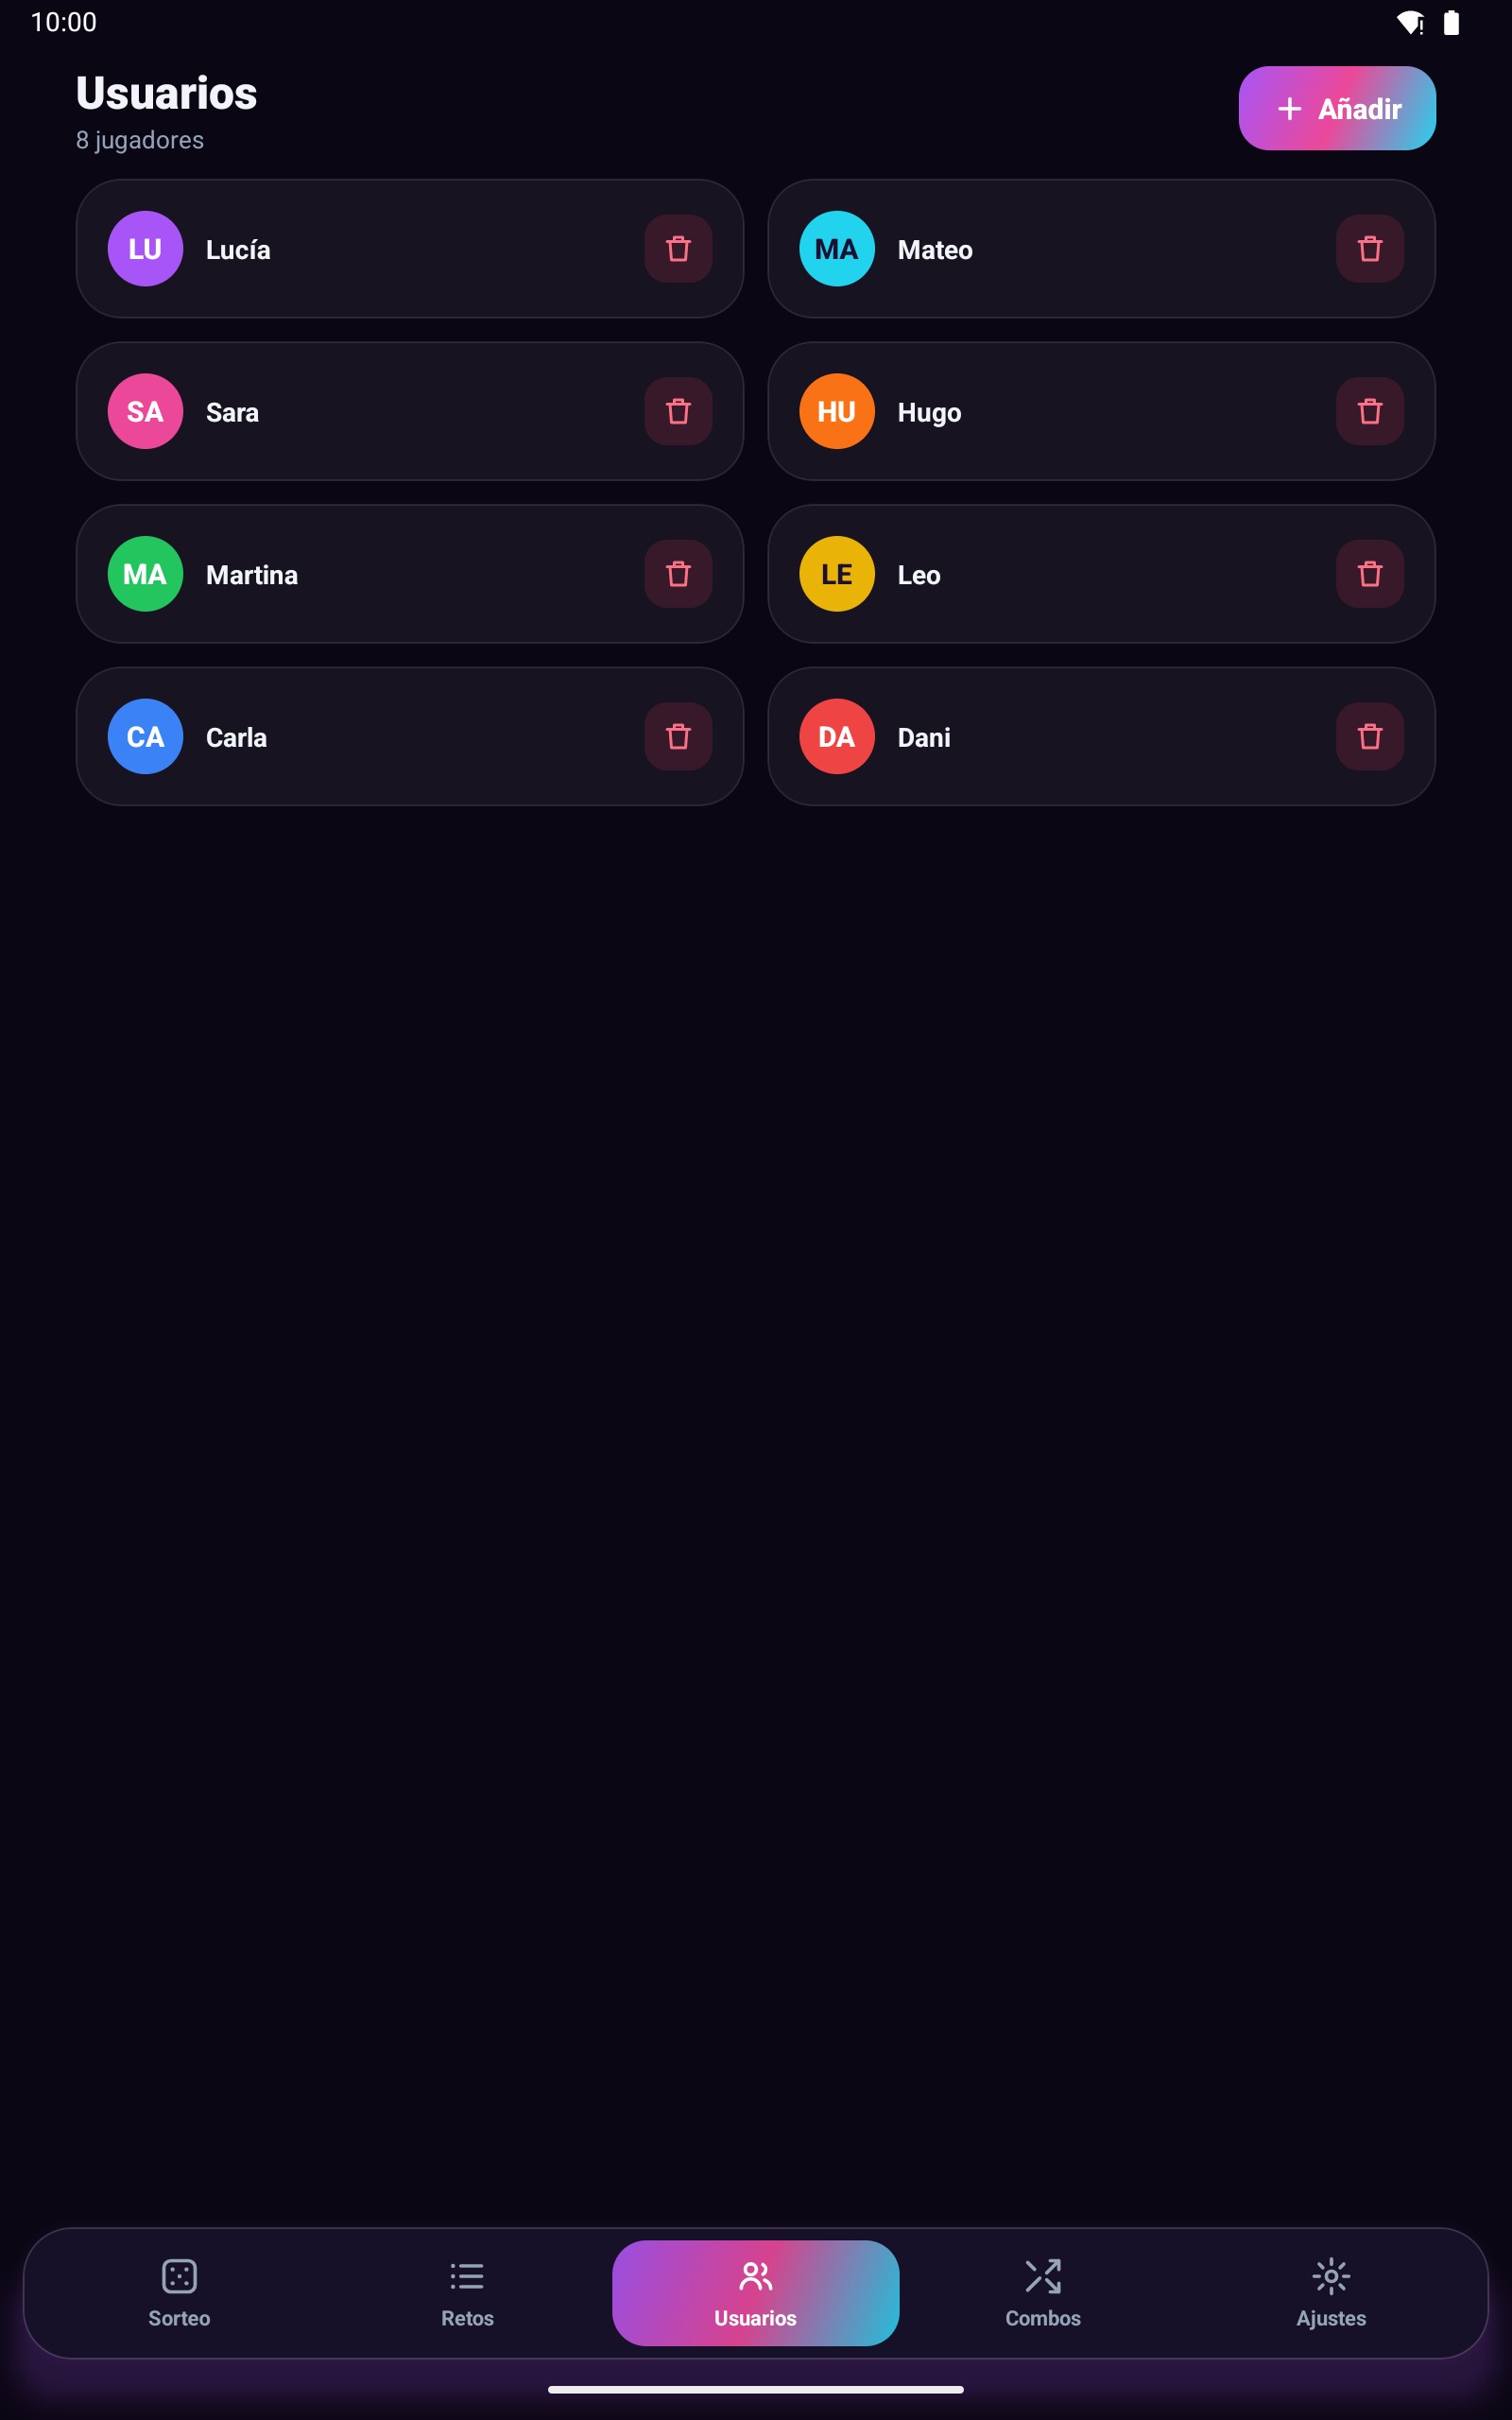 10:00
Usuarios
8 jugadores
Añadir
LU Lucía
MA Mateo
SA Sara
HU Hugo
MA Martina
LE Leo
CA Carla
DA Dani
Sorteo
Retos
Usuarios
Combos
Ajustes